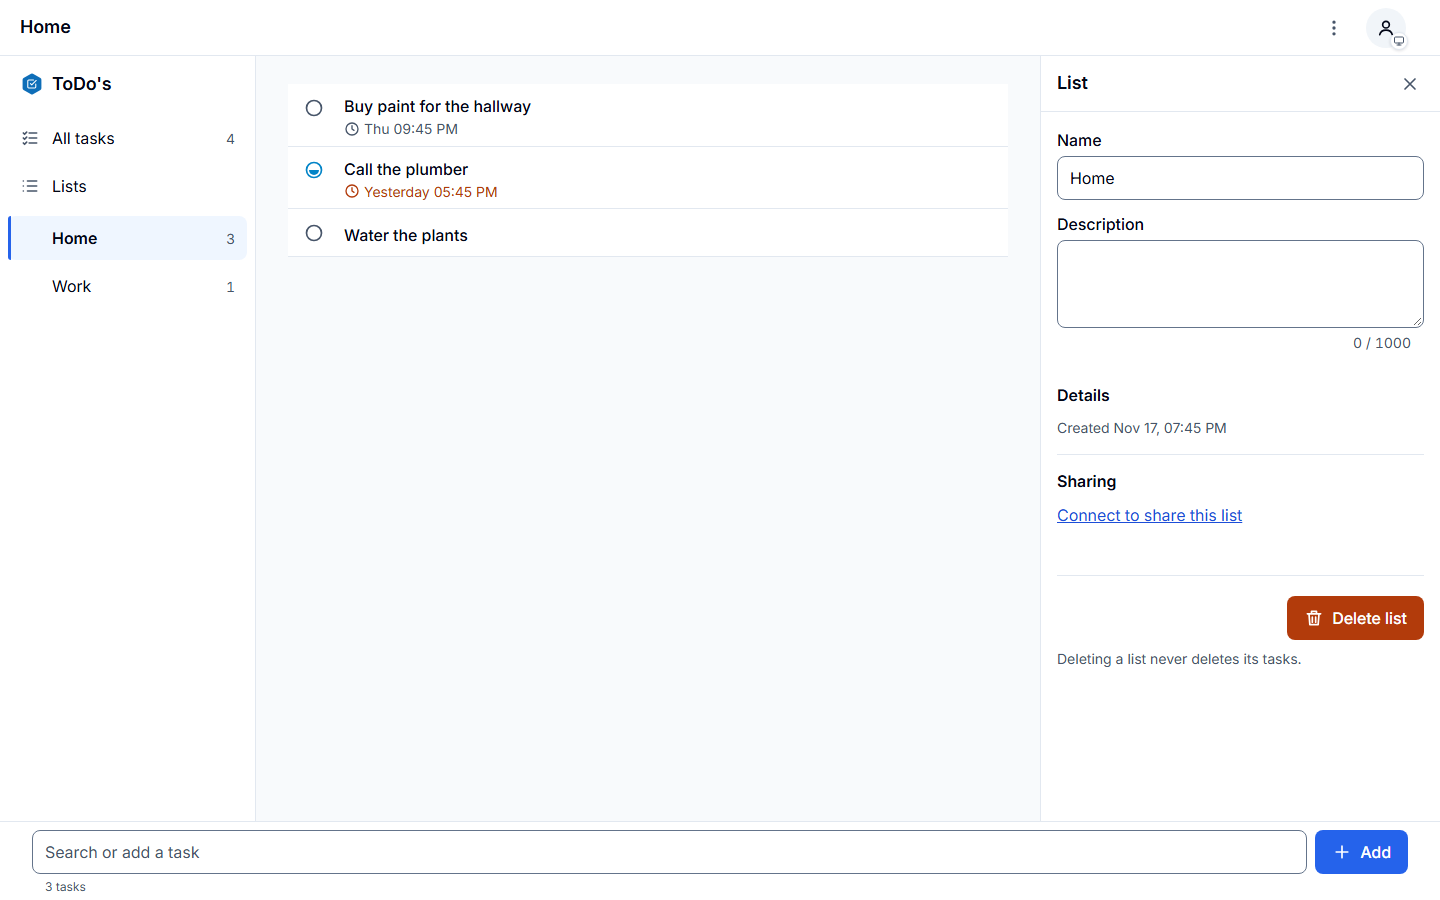 Home
ToDo's
All tasks 4
Lists
Home 3
Work 1
Buy paint for the hallway
Thu 09:45 PM
Call the plumber
Yesterday 05:45 PM
Water the plants
List
Name
Home
Description
0 / 1000
Details
Created Nov 17, 07:45 PM
Sharing
Connect to share this list
Delete list
Deleting a list never deletes its tasks.
Search or add a task
Add
3 tasks